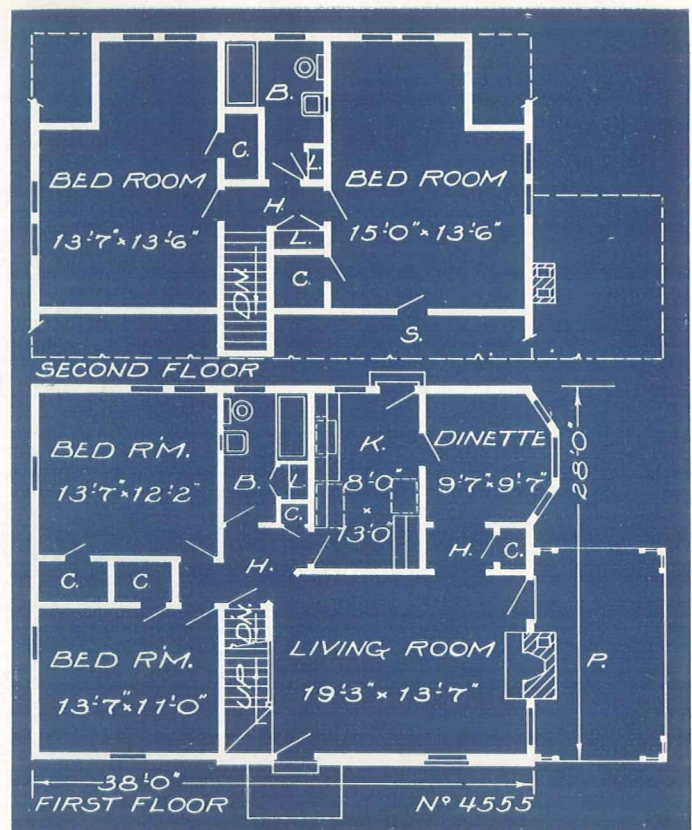 B.
C.
L.
BED ROOM
13'-7" x 13'-6"
BED ROOM
15'-0" x 13'-6"
H.
L.
DN.
C.
S.
SECOND FLOOR
BED R'M.
13'-7" x 12'-2"
B.
L.
C.
K.
8'-0"
x
13'-0"
DINETTE
9'-7" x 9'-7"
28'-0"
C.
C.
H.
H.
C.
BED R'M.
13'-7" x 11'-0"
DN.
UP
LIVING ROOM
19'-3" x 13'-7"
P.
38'-0"
FIRST FLOOR
Nº 4555